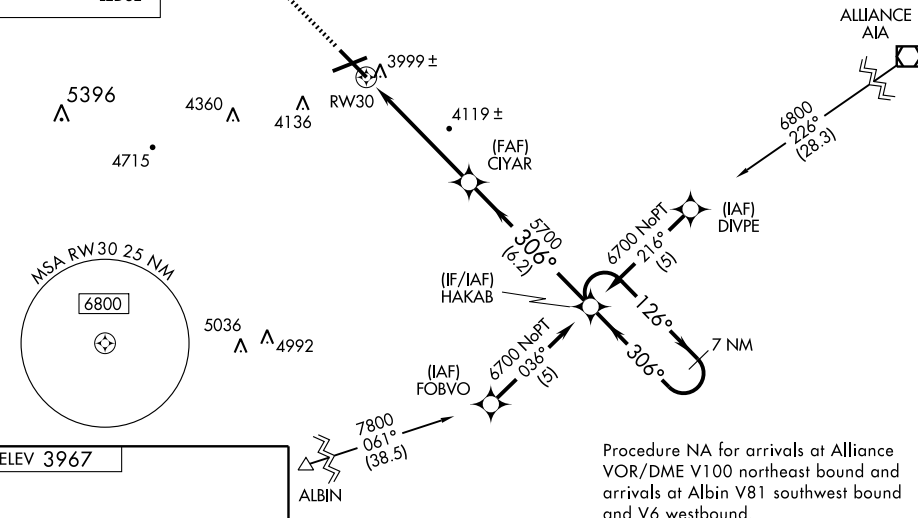 ALLIANCE
AIA
3999 ±
RW30
5396
4360
4136
4119 ±
4715
6800
226°
(28.3)
(FAF)
CIYAR
(IAF)
DIVPE
6700 NoPT
216°
(5)
5700
306°
(6.2)
MSA RW30 25 NM
6800
(IF/IAF)
HAKAB
126°
306°
7 NM
5036
4992
6700 NoPT
036°
(5)
(IAF)
FOBVO
7800
061°
(38.5)
ALBIN
ELEV 3967
Procedure NA for arrivals at Alliance
VOR/DME V100 northeast bound and
arrivals at Albin V81 southwest bound
and V6 westbound